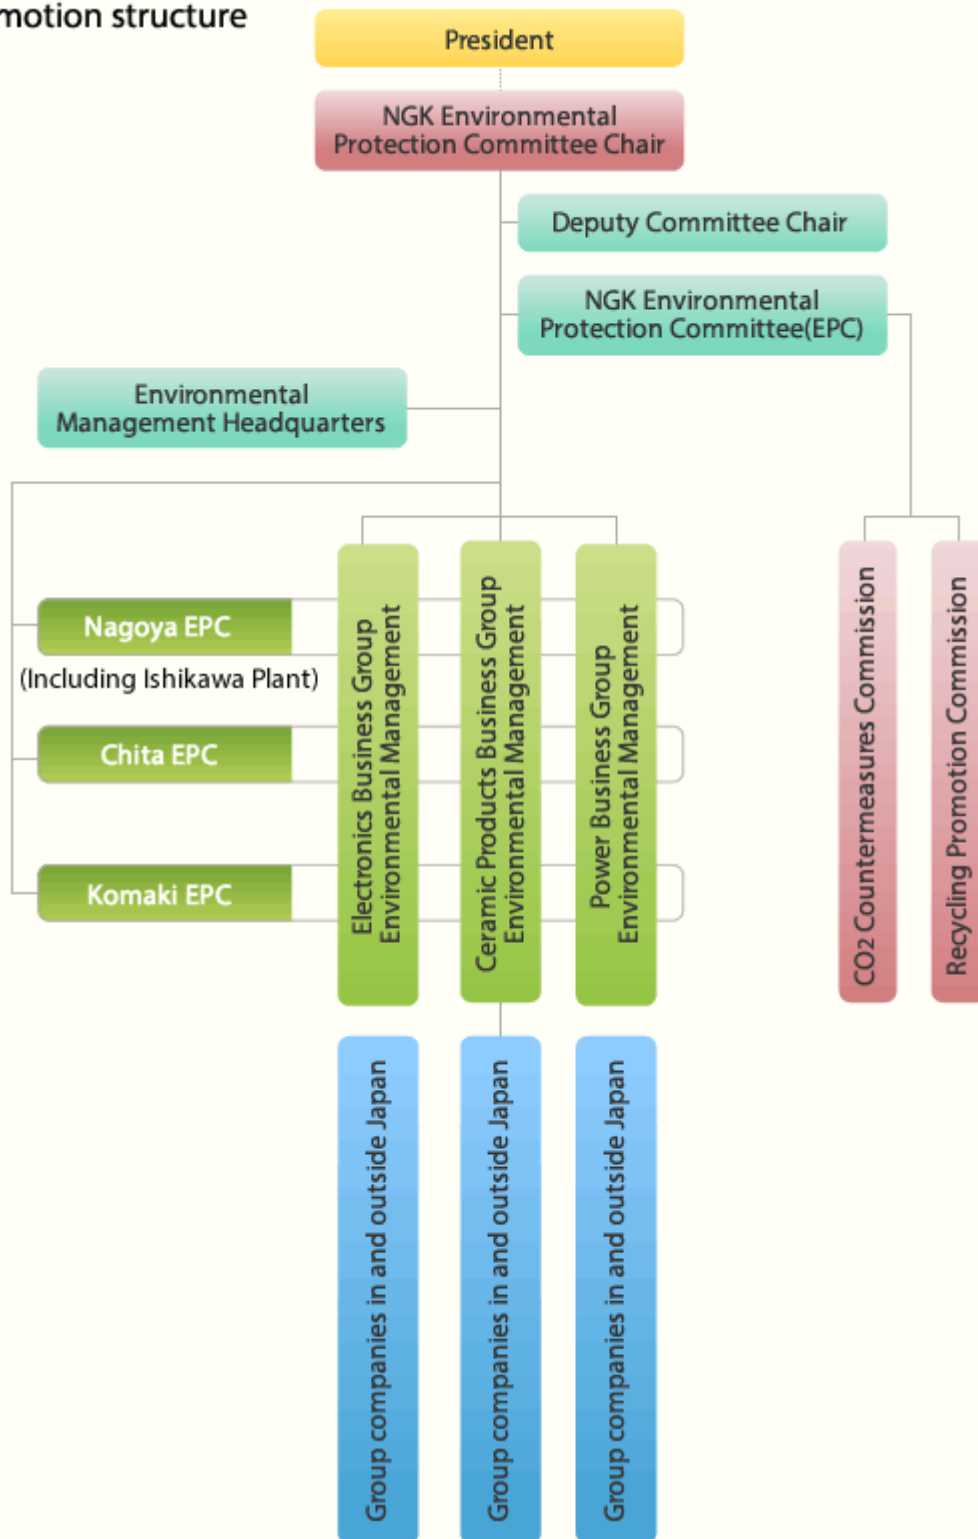 motion structure
President
NGK Environmental
Protection Committee Chair
Deputy Committee Chair
NGK Environmental
Protection Committee(EPC)
Environmental
Management Headquarters
Nagoya EPC
(Including Ishikawa Plant)
Chita EPC
Komaki EPC
Electronics Business Group
Environmental Management
Ceramic Products Business Group
Environmental Management
Power Business Group
Environmental Management
CO2 Countermeasures Commission
Recycling Promotion Commission
Group companies in and outside Japan
Group companies in and outside Japan
Group companies in and outside Japan